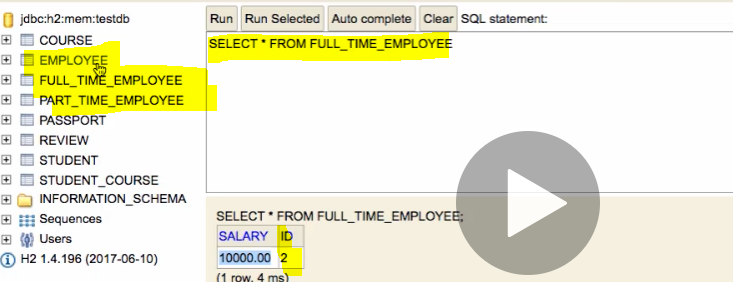 jdbc:h2:mem:testdb
COURSE
EMPLOYEE
FULL_TIME_EMPLOYEE
PART_TIME_EMPLOYEE
PASSPORT
REVIEW
STUDENT
STUDENT_COURSE
INFORMATION_SCHEMA
Sequences
Users
H2 1.4.196 (2017-06-10)
Run Run Selected Auto complete Clear SQL statement:
SELECT * FROM FULL_TIME_EMPLOYEE
SELECT * FROM FULL_TIME_EMPLOYEE;
SALARY ID
10000.00 2
(1 row, 4 ms)